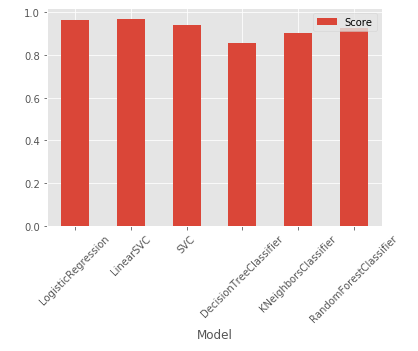 1.0
0.8
0.6
0.4
0.2
0.0
Score
LogisticRegression
LinearSVC
SVC
DecisionTreeClassifier
KNeighborsClassifier
RandomForestClassifier
Model